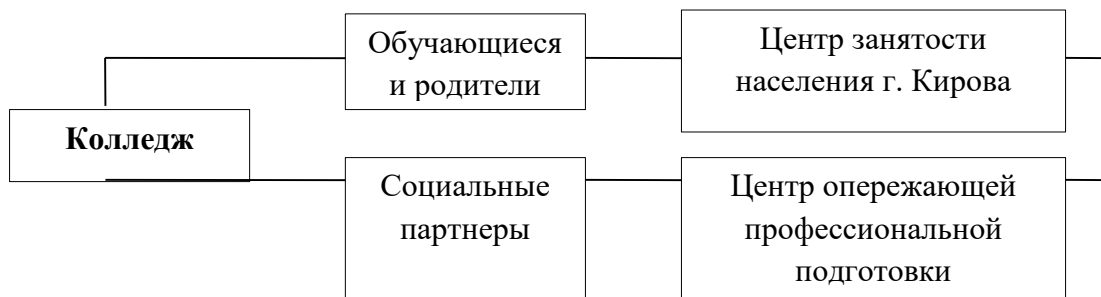 Обучающиеся
и родители
Центр занятости
населения г. Кирова
Колледж
Социальные
партнеры
Центр опережающей
профессиональной
подготовки